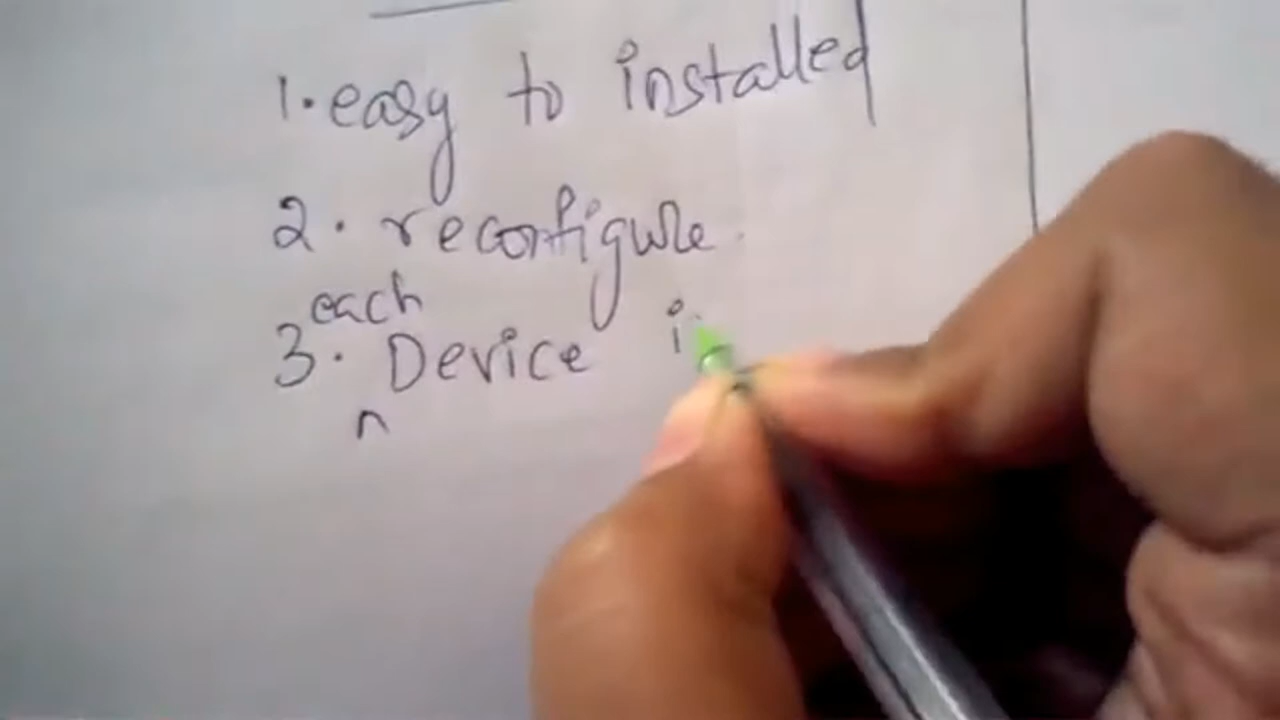 1. easy to installed
2. reconfigure
each
3. Device i
n